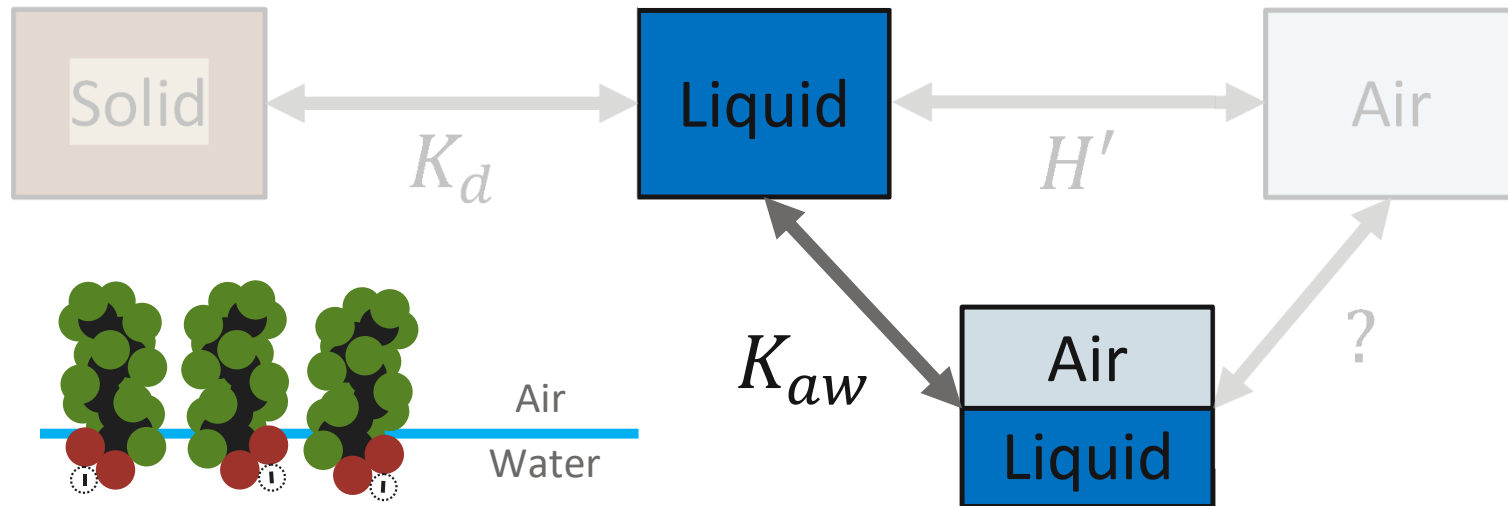 Solid
Liquid
Air
K_d
H′
K_aw
?
Air
Liquid
Air
Water
- - -